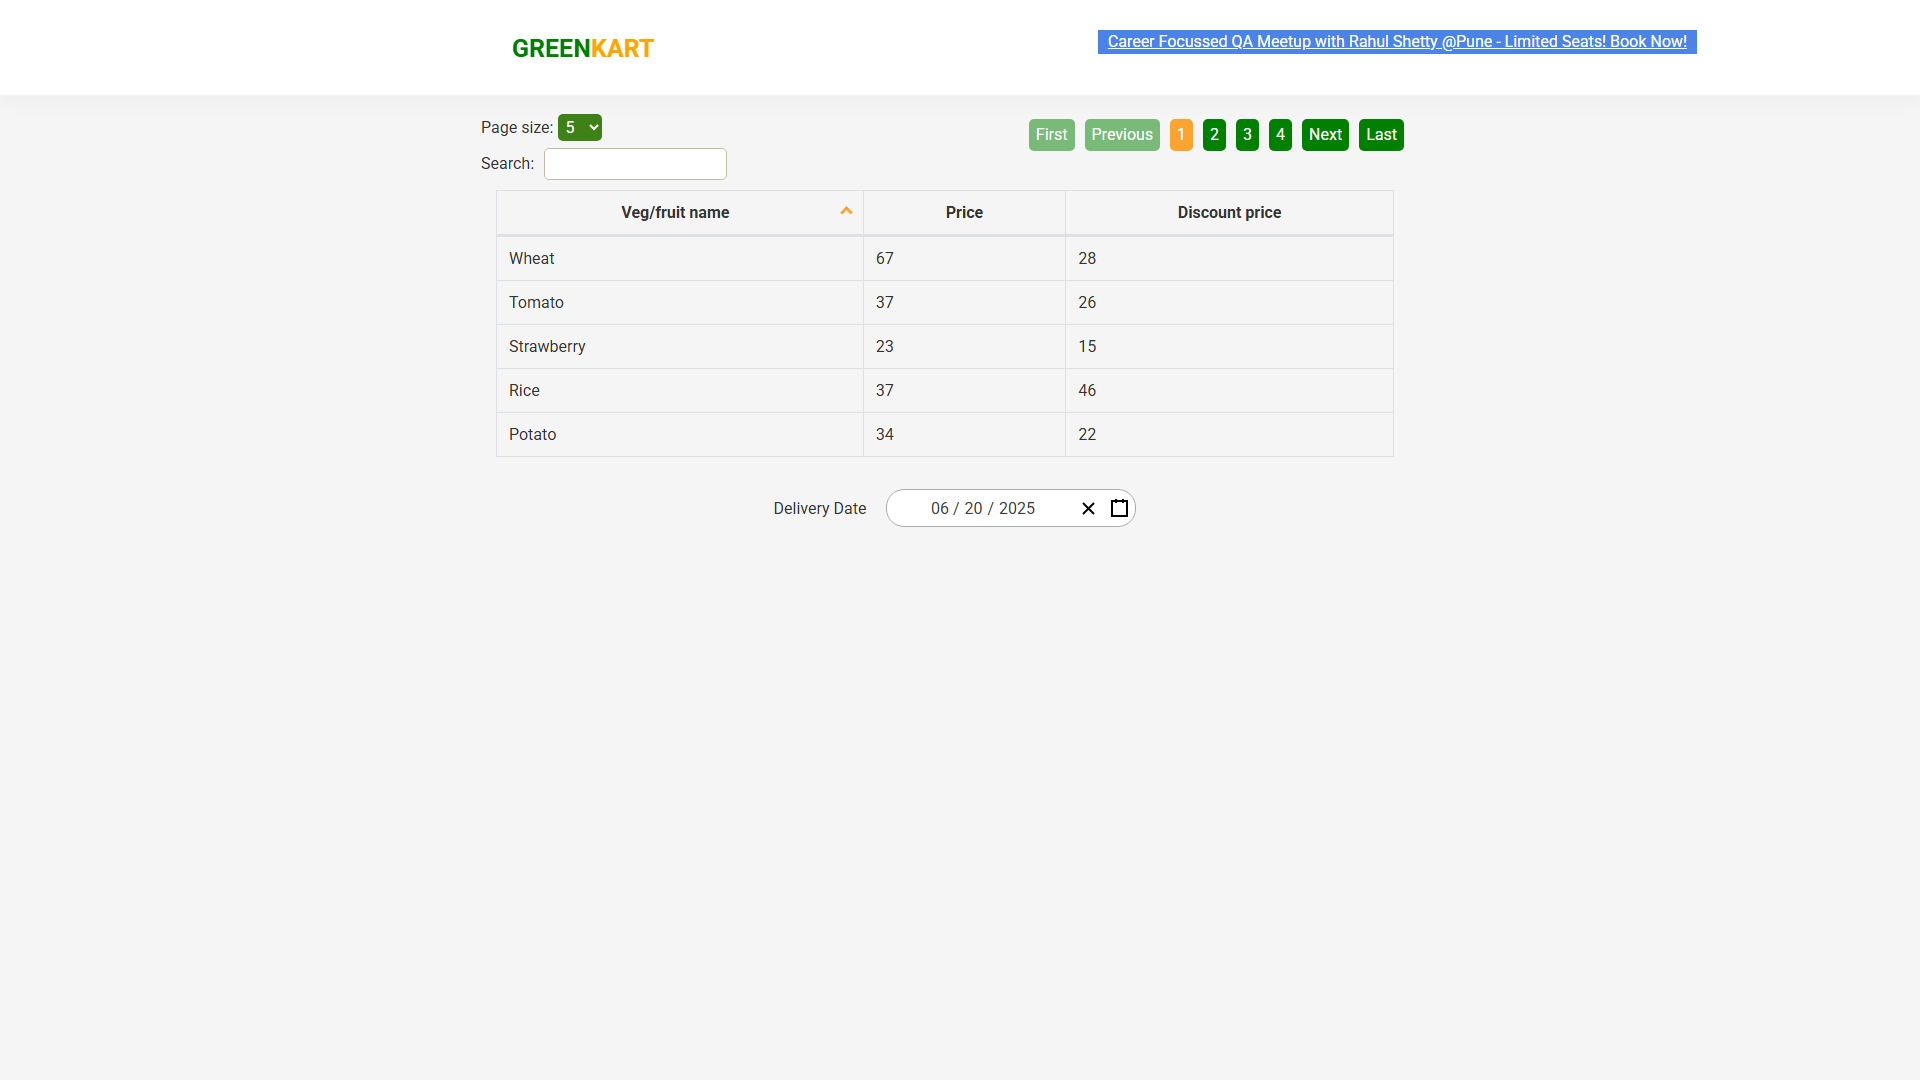 GREENKART
Career Focussed QA Meetup with Rahul Shetty @Pune - Limited Seats! Book Now!
Page size: 5
First Previous 1 2 3 4 Next Last
Search:
Veg/fruit name Price Discount price
Wheat 67 28
Tomato 37 26
Strawberry 23 15
Rice 37 46
Potato 34 22
Delivery Date 06 / 20 / 2025